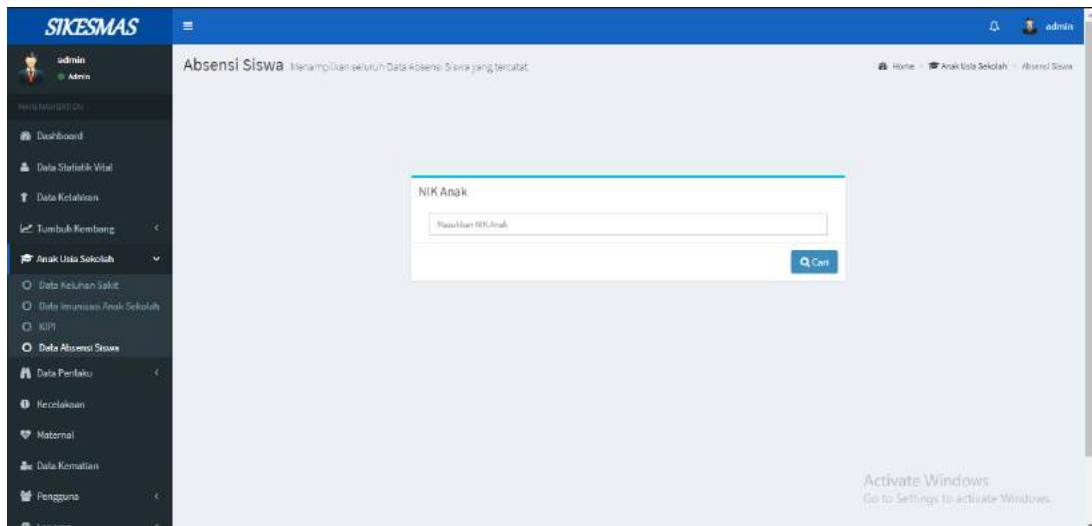 SIKESMAS
admin
admin
Admin
Absensi Siswa Menampilkan seluruh Data Absensi Siswa yang tercatat
Home Anak Usia Sekolah Absensi Siswa
MAIN NAVIGATION
Dashboard
Data Statistik Vital
Data Kelahiran
Tumbuh Kembang
Anak Usia Sekolah
Data Keluhan Sakit
Data Imunisasi Anak Sekolah
KIPI
Data Absensi Siswa
Data Perilaku
Kecelakaan
Maternal
Data Kematian
Pengguna
NIK Anak
Masukkan NIK Anak
Cari
Activate Windows
Go to Settings to activate Windows.